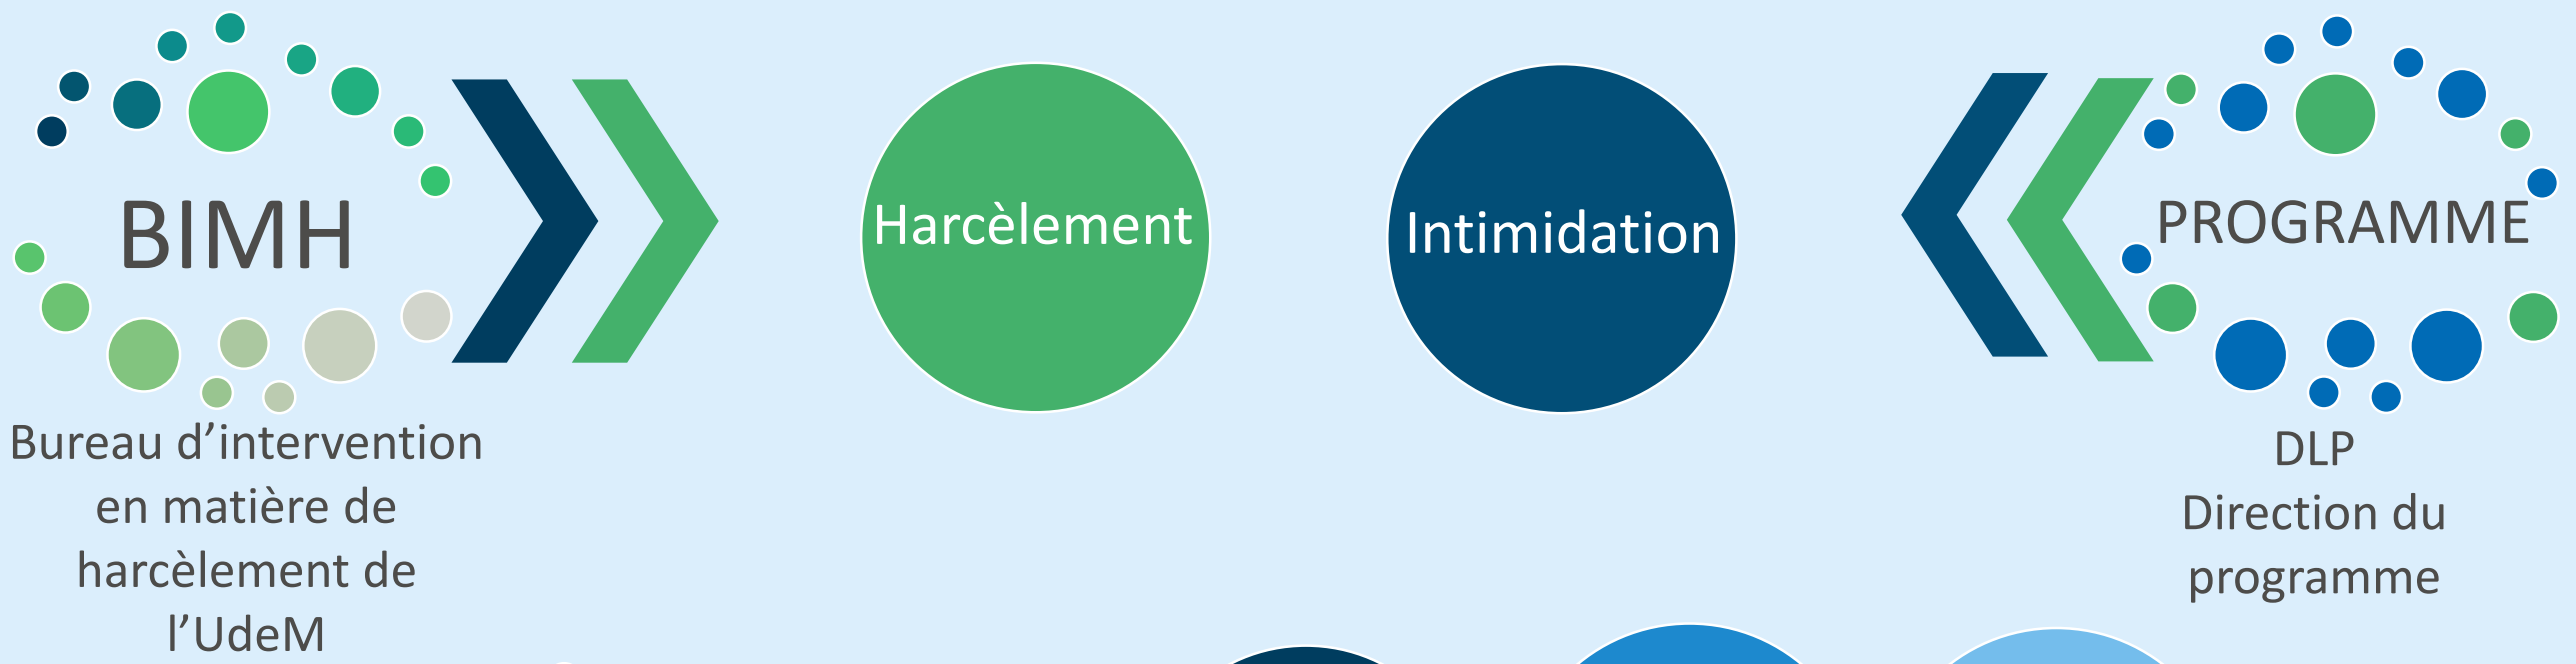 BIMH
Bureau d’intervention
en matière de
harcèlement de
l’UdeM
Harcèlement
Intimidation
PROGRAMME
DLP
Direction du
programme